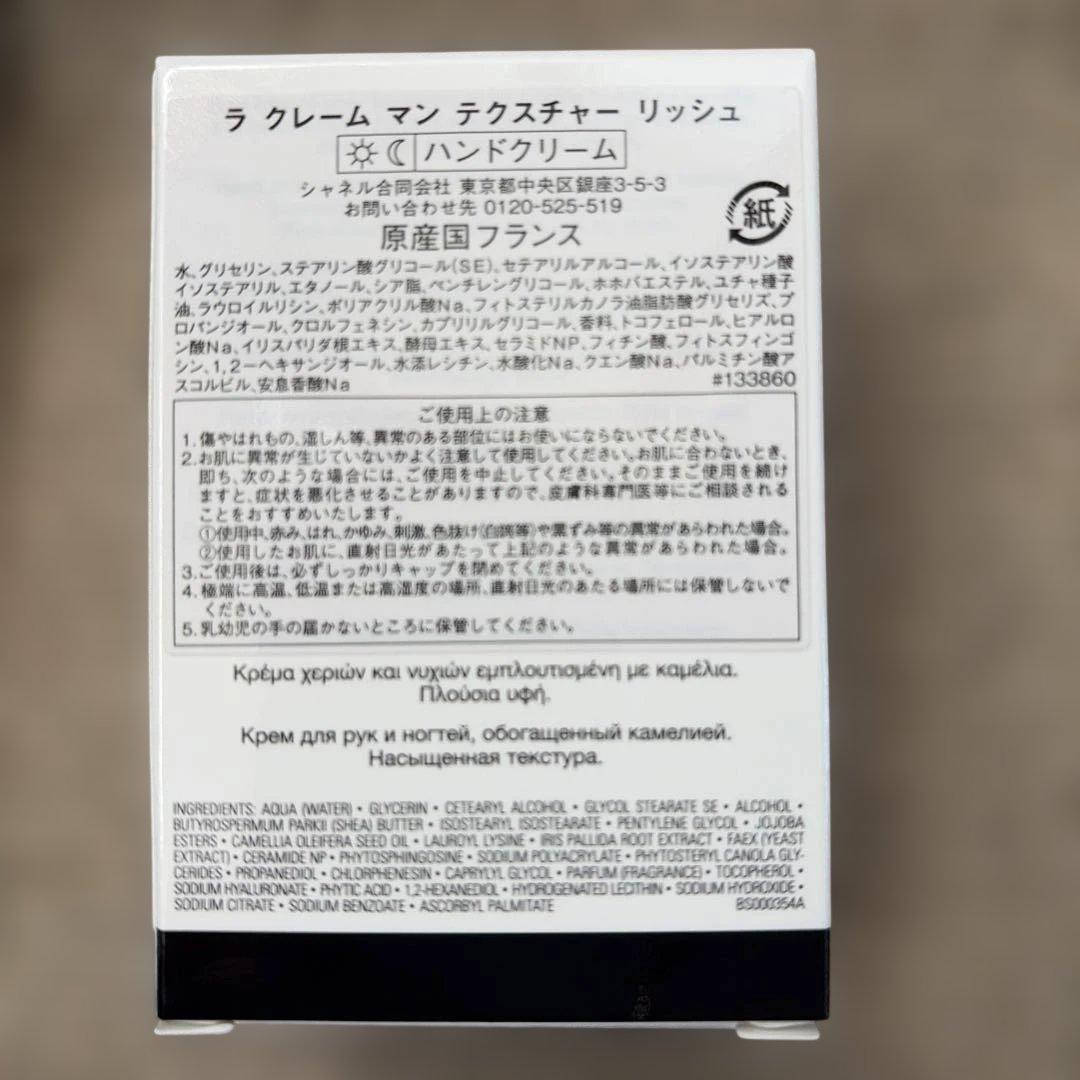 ラ クレーム マン テクスチャー リッシュ
ハンドクリーム
シャネル合同会社 東京都中央区銀座3-5-3
お問い合わせ先 0120-525-519
紙
原産国フランス
水、グリセリン、ステアリン酸グリコール(SE)、セテアリルアルコール、イソステアリン酸
イソステアリル、エタノール、シア脂、ペンチレングリコール、ホホバエステル、ユチャ種子
油、ラウロイルリシン、ポリアクリル酸Na、フィトステリルカノラ油脂肪酸グリセリズ、プ
ロパンジオール、クロルフェネシン、カプリリルグリコール、香料、トコフェロール、ヒアルロ
ン酸Na、イリスパリダ根エキス、酵母エキス、セラミドNP、フィチン酸、フィトスフィンゴ
シン、1,2-ヘキサンジオール、水添レシチン、水酸化Na、クエン酸Na、パルミチン酸ア
スコルビル、安息香酸Na
#133860
ご使用上の注意
1. 傷やはれもの、湿しん等、異常のある部位にはお使いにならないでください。
2. お肌に異常が生じていないかよく注意して使用してください。お肌に合わないとき、
即ち、次のような場合には、ご使用を中止してください。そのままご使用を続け
ますと、症状を悪化させることがありますので、皮膚科専門医等にご相談される
ことをおすすめいたします。
①使用中、赤み、はれ、かゆみ、刺激、色抜け(白斑等)や黒ずみ等の異常があらわれた場合。
②使用したお肌に、直射日光があたって上記のような異常があらわれた場合。
3. ご使用後は、必ずしっかりキャップを閉めてください。
4. 極端に高温、低温または高湿度の場所、直射日光のあたる場所には保管しないで
ください。
5. 乳幼児の手の届かないところに保管してください。
Κρέμα χεριών και νυχιών εμπλουτισμένη με καμέλια.
Πλούσια υφή.
Крем для рук и ногтей, обогащенный камелией.
Насыщенная текстура.
INGREDIENTS: AQUA (WATER) • GLYCERIN • CETEARYL ALCOHOL • GLYCOL STEARATE SE • ALCOHOL •
BUTYROSPERMUM PARKII (SHEA) BUTTER • ISOSTEARYL ISOSTEARATE • PENTYLENE GLYCOL • JOJOBA
ESTERS • CAMELLIA OLEIFERA SEED OIL • LAUROYL LYSINE • IRIS PALLIDA ROOT EXTRACT • FAEX (YEAST
EXTRACT) • CERAMIDE NP • PHYTOSPHINGOSINE • SODIUM POLYACRYLATE • PHYTOSTERYL CANOLA GLY-
CERIDES • PROPANEDIOL • CHLORPHENESIN • CAPRYLYL GLYCOL • PARFUM (FRAGRANCE) • TOCOPHEROL •
SODIUM HYALURONATE • PHYTIC ACID • 1,2-HEXANEDIOL • HYDROGENATED LECITHIN • SODIUM HYDROXIDE •
SODIUM CITRATE • SODIUM BENZOATE • ASCORBYL PALMITATE
BS000354A